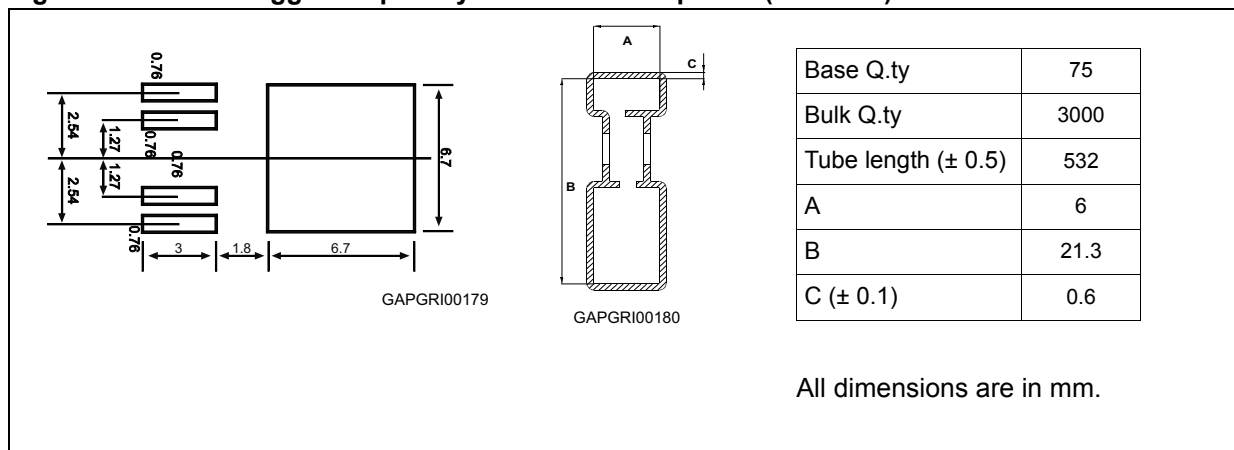 0.76
2.54
1.27
0.76
0.76
1.27
2.54
0.76
6.7
3
1.8
6.7
GAPGRI00179
A
C
B
GAPGRI00180
Base Q.ty 75
Bulk Q.ty 3000
Tube length (± 0.5) 532
A 6
B 21.3
C (± 0.1) 0.6
All dimensions are in mm.